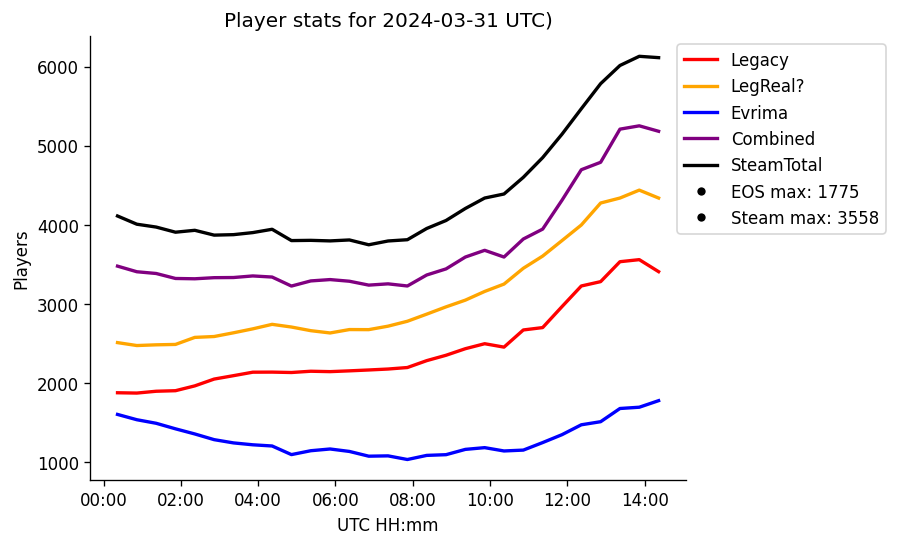 Player stats for 2024-03-31 UTC)
Players
6000
5000
4000
3000
2000
1000
00:00 02:00 04:00 06:00 08:00 10:00 12:00 14:00
UTC HH:mm
Legacy
LegReal?
Evrima
Combined
SteamTotal
EOS max: 1775
Steam max: 3558